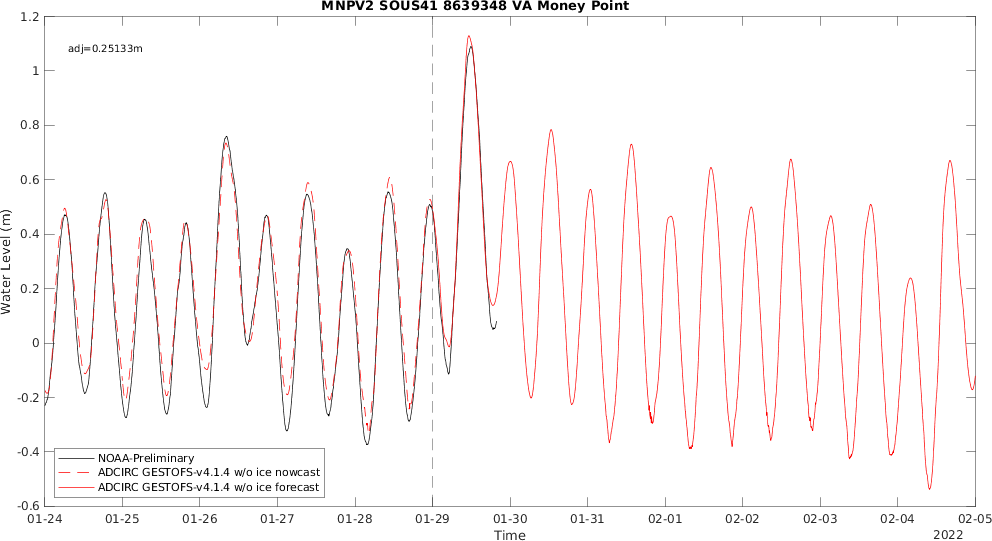 MNPV2 SOUS41 8639348 VA Money Point
adj=0.25133m
1.2
1
0.8
0.6
0.4
0.2
0
-0.2
-0.4
-0.6
Water Level (m)
NOAA-Preliminary
ADCIRC GESTOFS-v4.1.4 w/o ice nowcast
ADCIRC GESTOFS-v4.1.4 w/o ice forecast
01-24 01-25 01-26 01-27 01-28 01-29 01-30 01-31 02-01 02-02 02-03 02-04 02-05
Time
2022